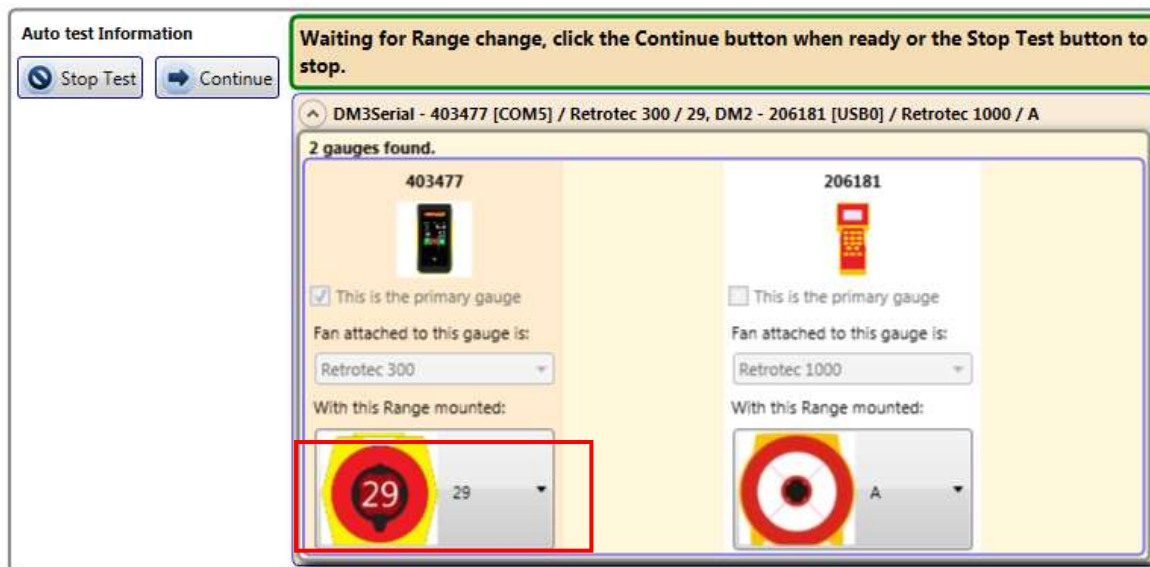 Auto test Information
Stop Test
Continue
Waiting for Range change, click the Continue button when ready or the Stop Test button to
stop.
DM3Serial - 403477 [COM5] / Retrotec 300 / 29, DM2 - 206181 [USB0] / Retrotec 1000 / A
2 gauges found.
403477
This is the primary gauge
Fan attached to this gauge is:
Retrotec 300
With this Range mounted:
29
29
206181
This is the primary gauge
Fan attached to this gauge is:
Retrotec 1000
With this Range mounted:
A